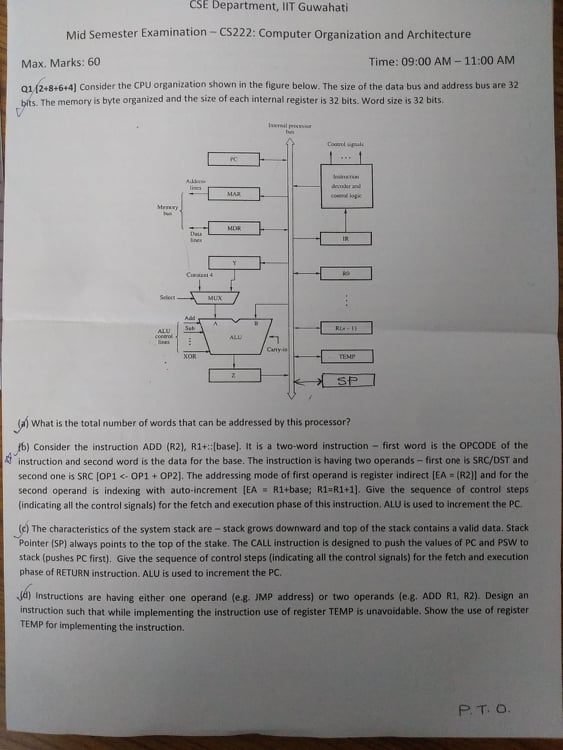 CSE Department, IIT Guwahati
Mid Semester Examination – CS222: Computer Organization and Architecture
Max. Marks: 60 Time: 09:00 AM – 11:00 AM
Q1 [2+8+6+4] Consider the CPU organization shown in the figure below. The size of the data bus and address bus are 32
bits. The memory is byte organized and the size of each internal register is 32 bits. Word size is 32 bits.
Internal processor
bus
Control signals
. . .
PC
Instruction
decoder and
control logic
Address
lines
MAR
Memory
bus
MDR
Data
lines
IR
Y
R0
Constant 4
Select
MUX
Add
A B
ALU
control
lines
Sub
ALU
R(n − 1)
Carry-in
XOR
TEMP
Z
SP
(a) What is the total number of words that can be addressed by this processor?
(b) Consider the instruction ADD (R2), R1+::[base]. It is a two-word instruction – first word is the OPCODE of the
instruction and second word is the data for the base. The instruction is having two operands – first one is SRC/DST and
second one is SRC [OP1 <- OP1 + OP2]. The addressing mode of first operand is register indirect [EA = (R2)] and for the
second operand is indexing with auto-increment [EA = R1+base; R1=R1+1]. Give the sequence of control steps
(indicating all the control signals) for the fetch and execution phase of this instruction. ALU is used to increment the PC.
(c) The characteristics of the system stack are – stack grows downward and top of the stack contains a valid data. Stack
Pointer (SP) always points to the top of the stake. The CALL instruction is designed to push the values of PC and PSW to
stack (pushes PC first). Give the sequence of control steps (indicating all the control signals) for the fetch and execution
phase of RETURN instruction. ALU is used to increment the PC.
(d) Instructions are having either one operand (e.g. JMP address) or two operands (e.g. ADD R1, R2). Design an
instruction such that while implementing the instruction use of register TEMP is unavoidable. Show the use of register
TEMP for implementing the instruction.
P.T.O.